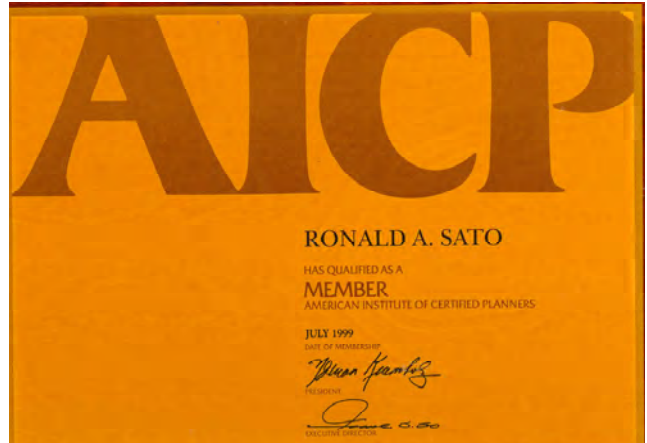 AICP
RONALD A. SATO
HAS QUALIFIED AS A
MEMBER
AMERICAN INSTITUTE OF CERTIFIED PLANNERS
JULY 1999
DATE OF MEMBERSHIP
PRESIDENT
EXECUTIVE DIRECTOR